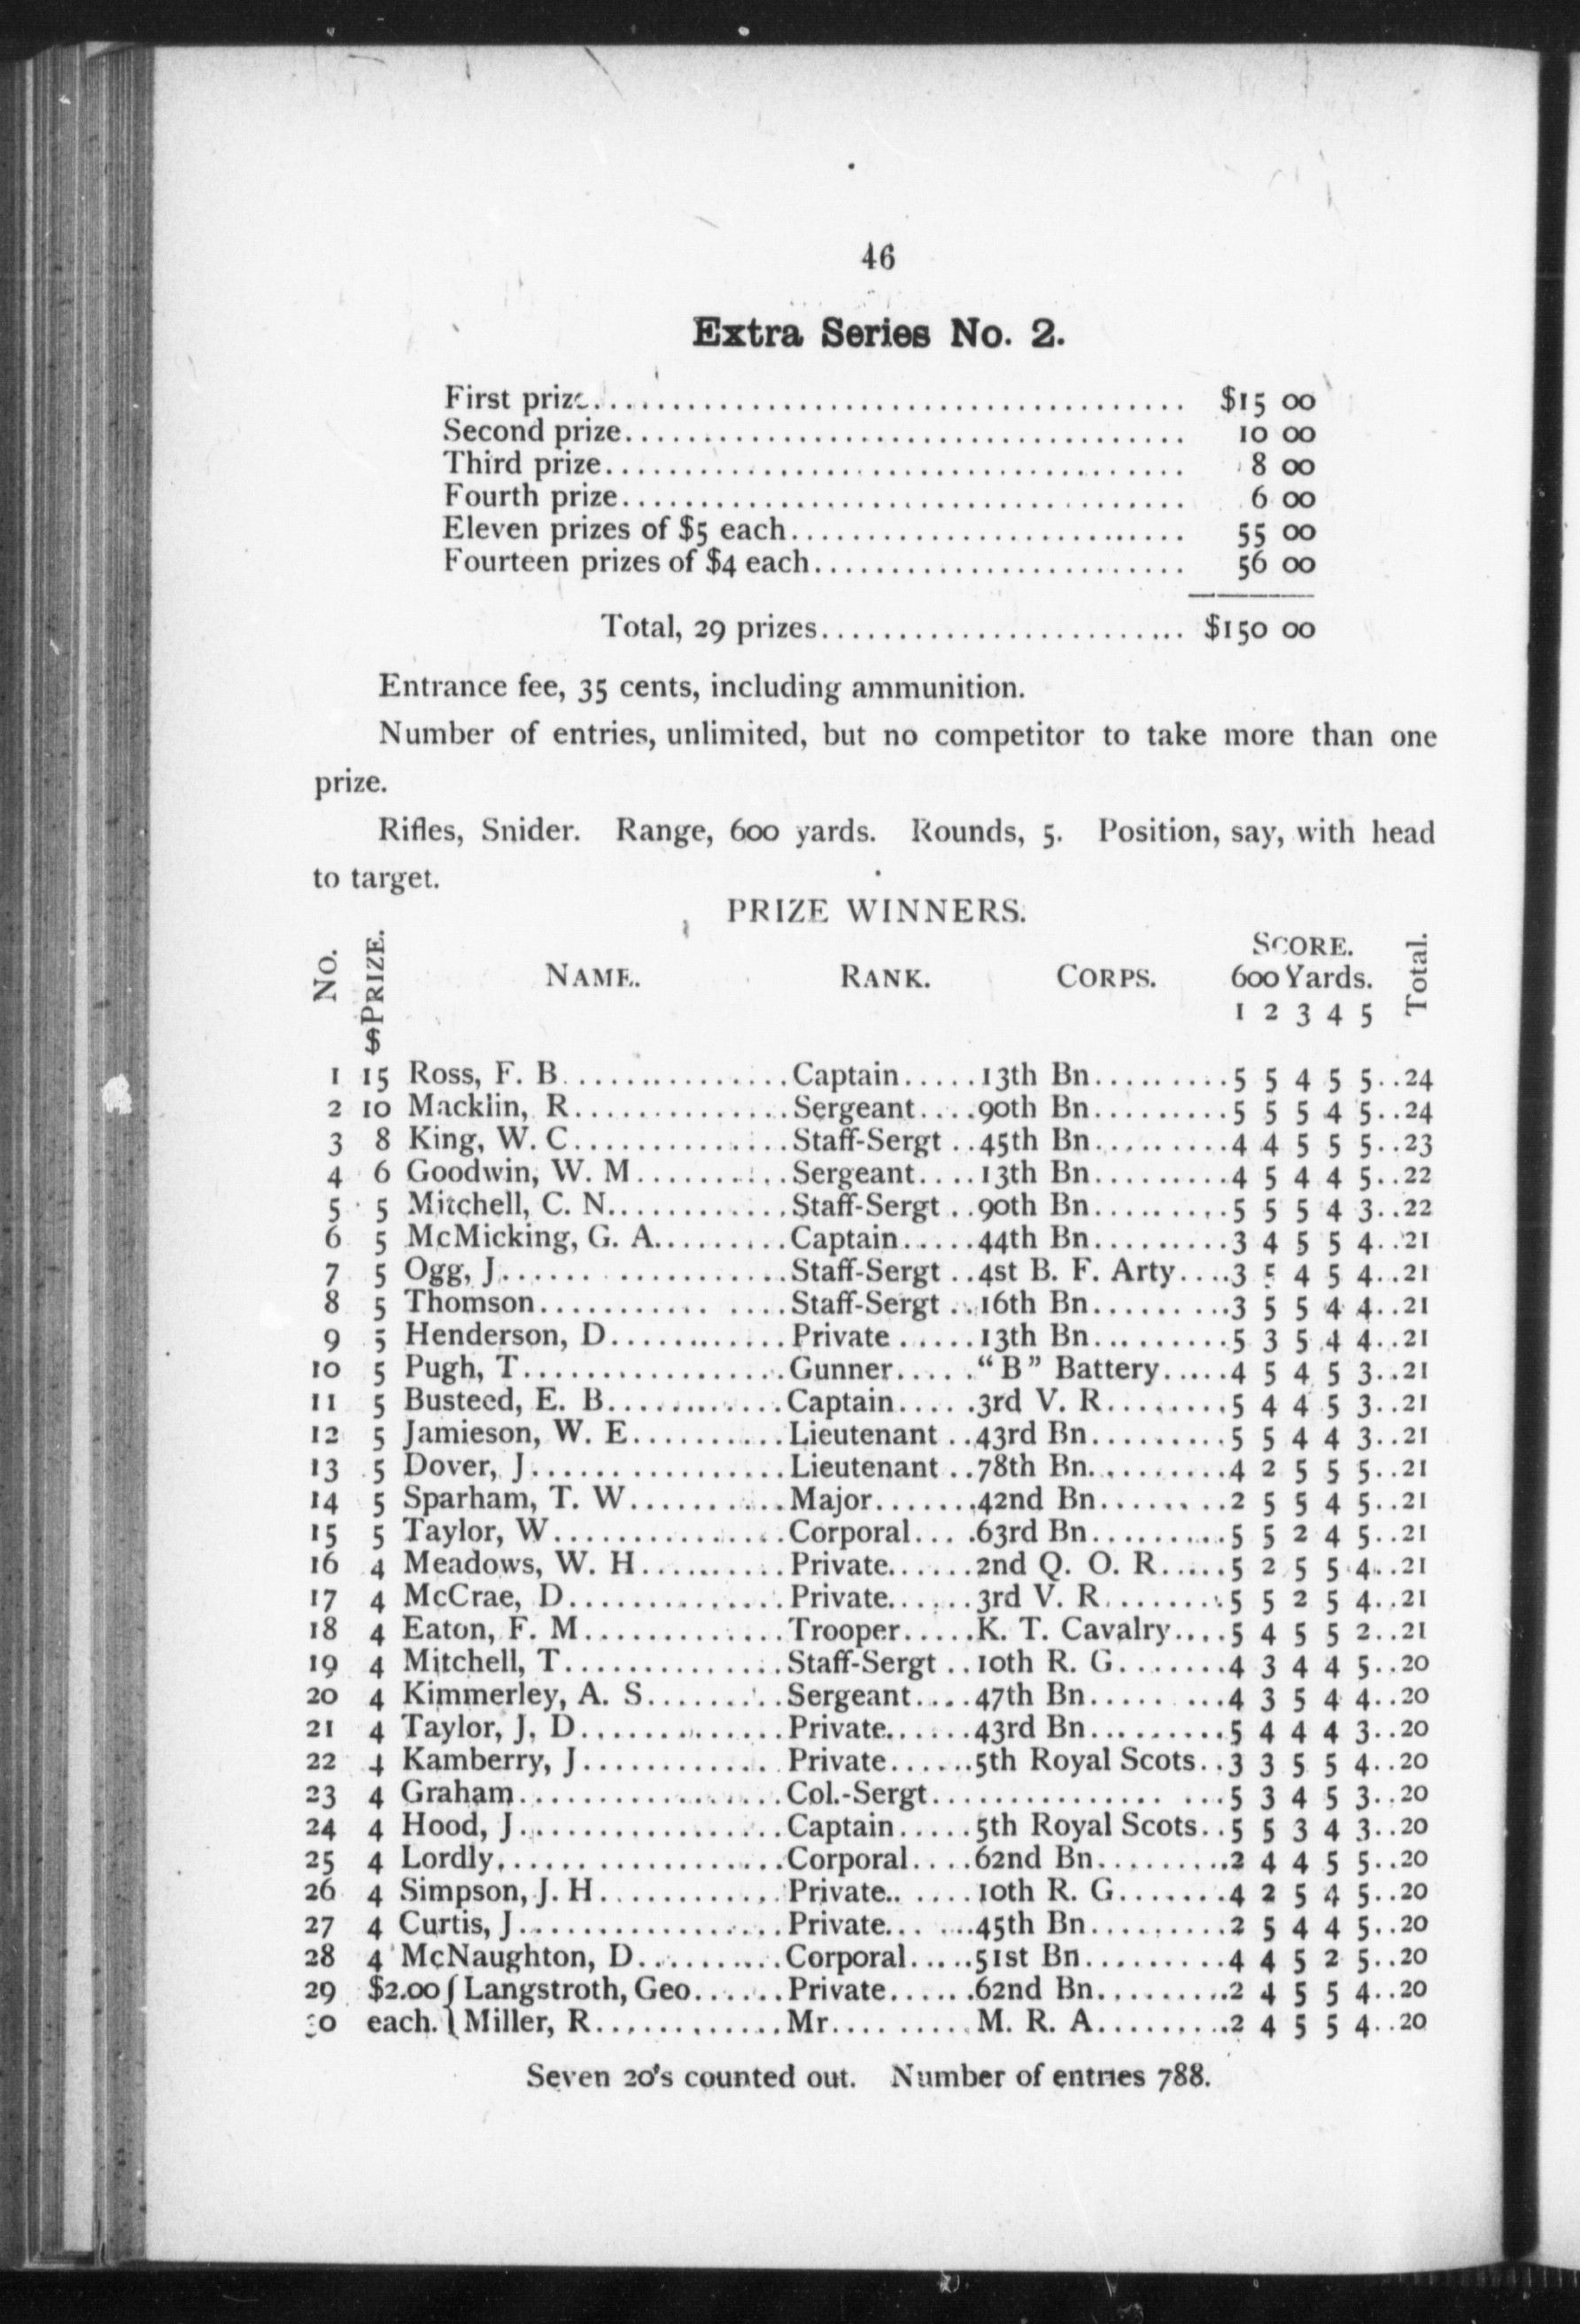 46
Extra Series No. 2.
First prize........................................ $15 00
Second prize........................................ 10 00
Third prize........................................ 8 00
Fourth prize........................................ 6 00
Eleven prizes of $5 each........................................ 55 00
Fourteen prizes of $4 each........................................ 56 00
Total, 29 prizes........................................ $150 00
Entrance fee, 35 cents, including ammunition.
Number of entries, unlimited, but no competitor to take more than one
prize.
Rifles, Snider. Range, 600 yards. Rounds, 5. Position, say, with head
to target.
PRIZE WINNERS.
No. $ PRIZE. NAME. RANK. CORPS. SCORE. 600 Yards. Total.
1 2 3 4 5
1 15 Ross, F. B...............Captain.....13th Bn.........5 5 4 5 5..24
2 10 Macklin, R...............Sergeant....90th Bn.........5 5 5 4 5..24
3 8 King, W. C...............Staff-Sergt..45th Bn.........4 4 5 5 5..23
4 6 Goodwin, W. M..........Sergeant....13th Bn.........4 5 4 4 5..22
5 5 Mitchell, C. N............Staff-Sergt..90th Bn.........5 5 5 4 3..22
6 5 McMicking, G. A.........Captain.....44th Bn.........3 4 5 5 4..21
7 5 Ogg, J...................Staff-Sergt..4st B. F. Arty....3 5 4 5 4..21
8 5 Thomson................Staff-Sergt..16th Bn.........3 5 5 4 4..21
9 5 Henderson, D............Private.....13th Bn.........5 3 5 4 4..21
10 5 Pugh, T.................Gunner....."B" Battery.....4 5 4 5 3..21
11 5 Busteed, E. B............Captain.....3rd V. R........5 4 4 5 3..21
12 5 Jamieson, W. E..........Lieutenant..43rd Bn.........5 5 4 4 3..21
13 5 Dover, J.................Lieutenant..78th Bn.........4 2 5 5 5..21
14 5 Sparham, T. W..........Major.......42nd Bn........2 5 5 4 5..21
15 5 Taylor, W...............Corporal....63rd Bn.........5 5 2 4 5..21
16 4 Meadows, W. H.........Private......2nd Q. O. R.....5 2 5 5 4..21
17 4 McCrae, D..............Private......3rd V. R........5 5 2 5 4..21
18 4 Eaton, F. M.............Trooper.....K. T. Cavalry....5 4 5 5 2..21
19 4 Mitchell, T..............Staff-Sergt..10th R. G.......4 3 4 4 5..20
20 4 Kimmerley, A. S.........Sergeant....47th Bn.........4 3 5 4 4..20
21 4 Taylor, J, D.............Private......43rd Bn.........5 4 4 4 3..20
22 4 Kamberry, J.............Private......5th Royal Scots..3 3 5 5 4..20
23 4 Graham.................Col.-Sergt..................5 3 4 5 3..20
24 4 Hood, J.................Captain.....5th Royal Scots..5 5 3 4 3..20
25 4 Lordly..................Corporal....62nd Bn.........2 4 4 5 5..20
26 4 Simpson, J. H............Private......10th R. G.......4 2 5 4 5..20
27 4 Curtis, J.................Private......45th Bn.........2 5 4 4 5..20
28 4 McNaughton, D..........Corporal.....51st Bn.........4 4 5 2 5..20
29 $2.00 { Langstroth, Geo......Private......62nd Bn.........2 4 5 5 4..20
30 each. { Miller, R............Mr..........M. R. A.........2 4 5 5 4..20
Seven 20's counted out. Number of entries 788.